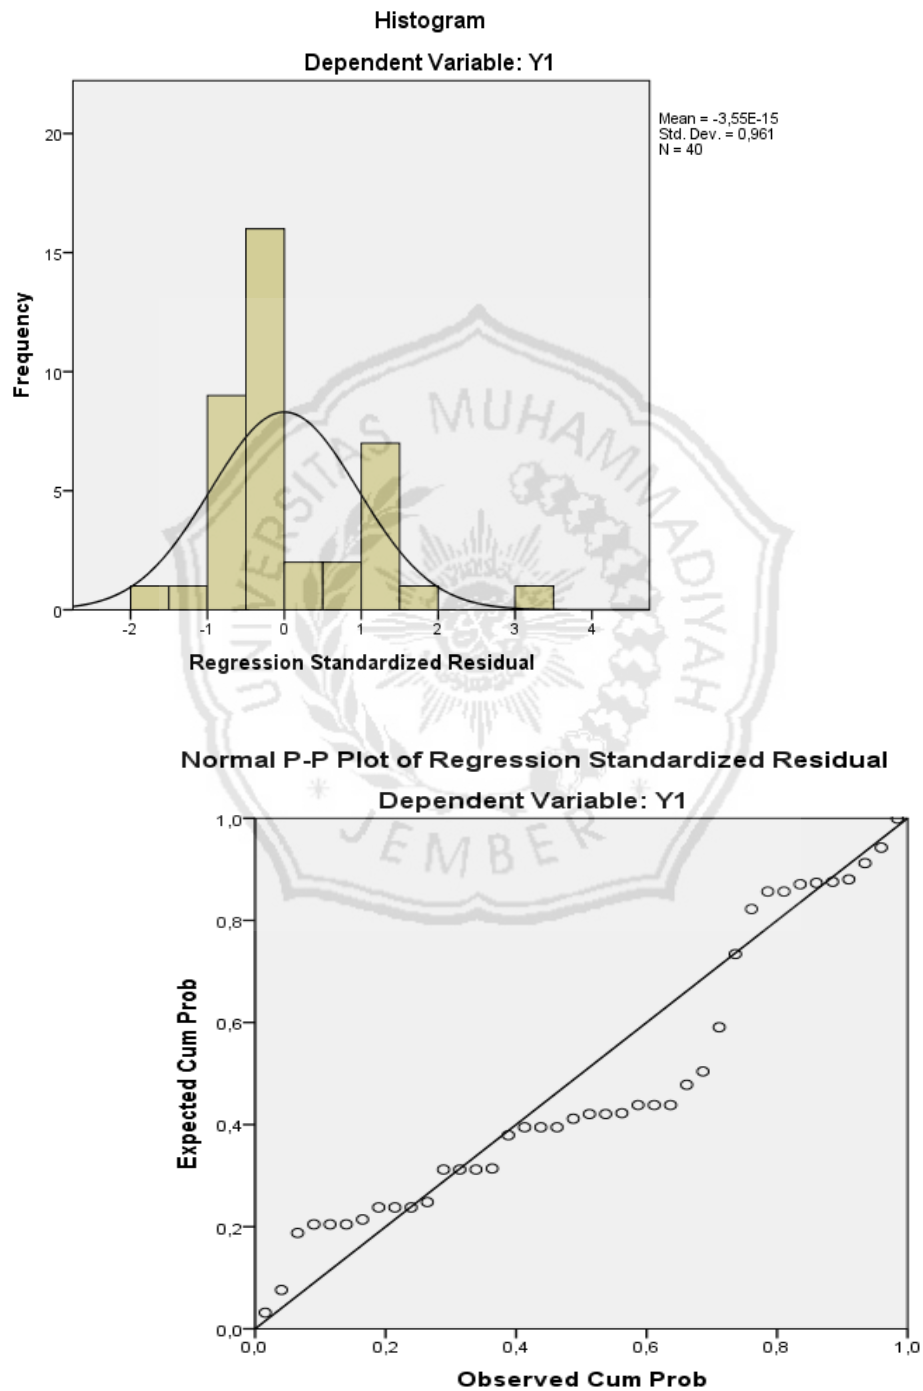 Histogram
Dependent Variable: Y1
Mean = -3,55E-15
Std. Dev. = 0,961
N = 40
20
15
10
5
0
Frequency
-2 -1 0 1 2 3 4
Regression Standardized Residual
UNIVERSITAS MUHAMMADIYAH
JEMBER
Normal P-P Plot of Regression Standardized Residual
Dependent Variable: Y1
1,0
0,8
0,6
0,4
0,2
0,0
Expected Cum Prob
0,0 0,2 0,4 0,6 0,8 1,0
Observed Cum Prob